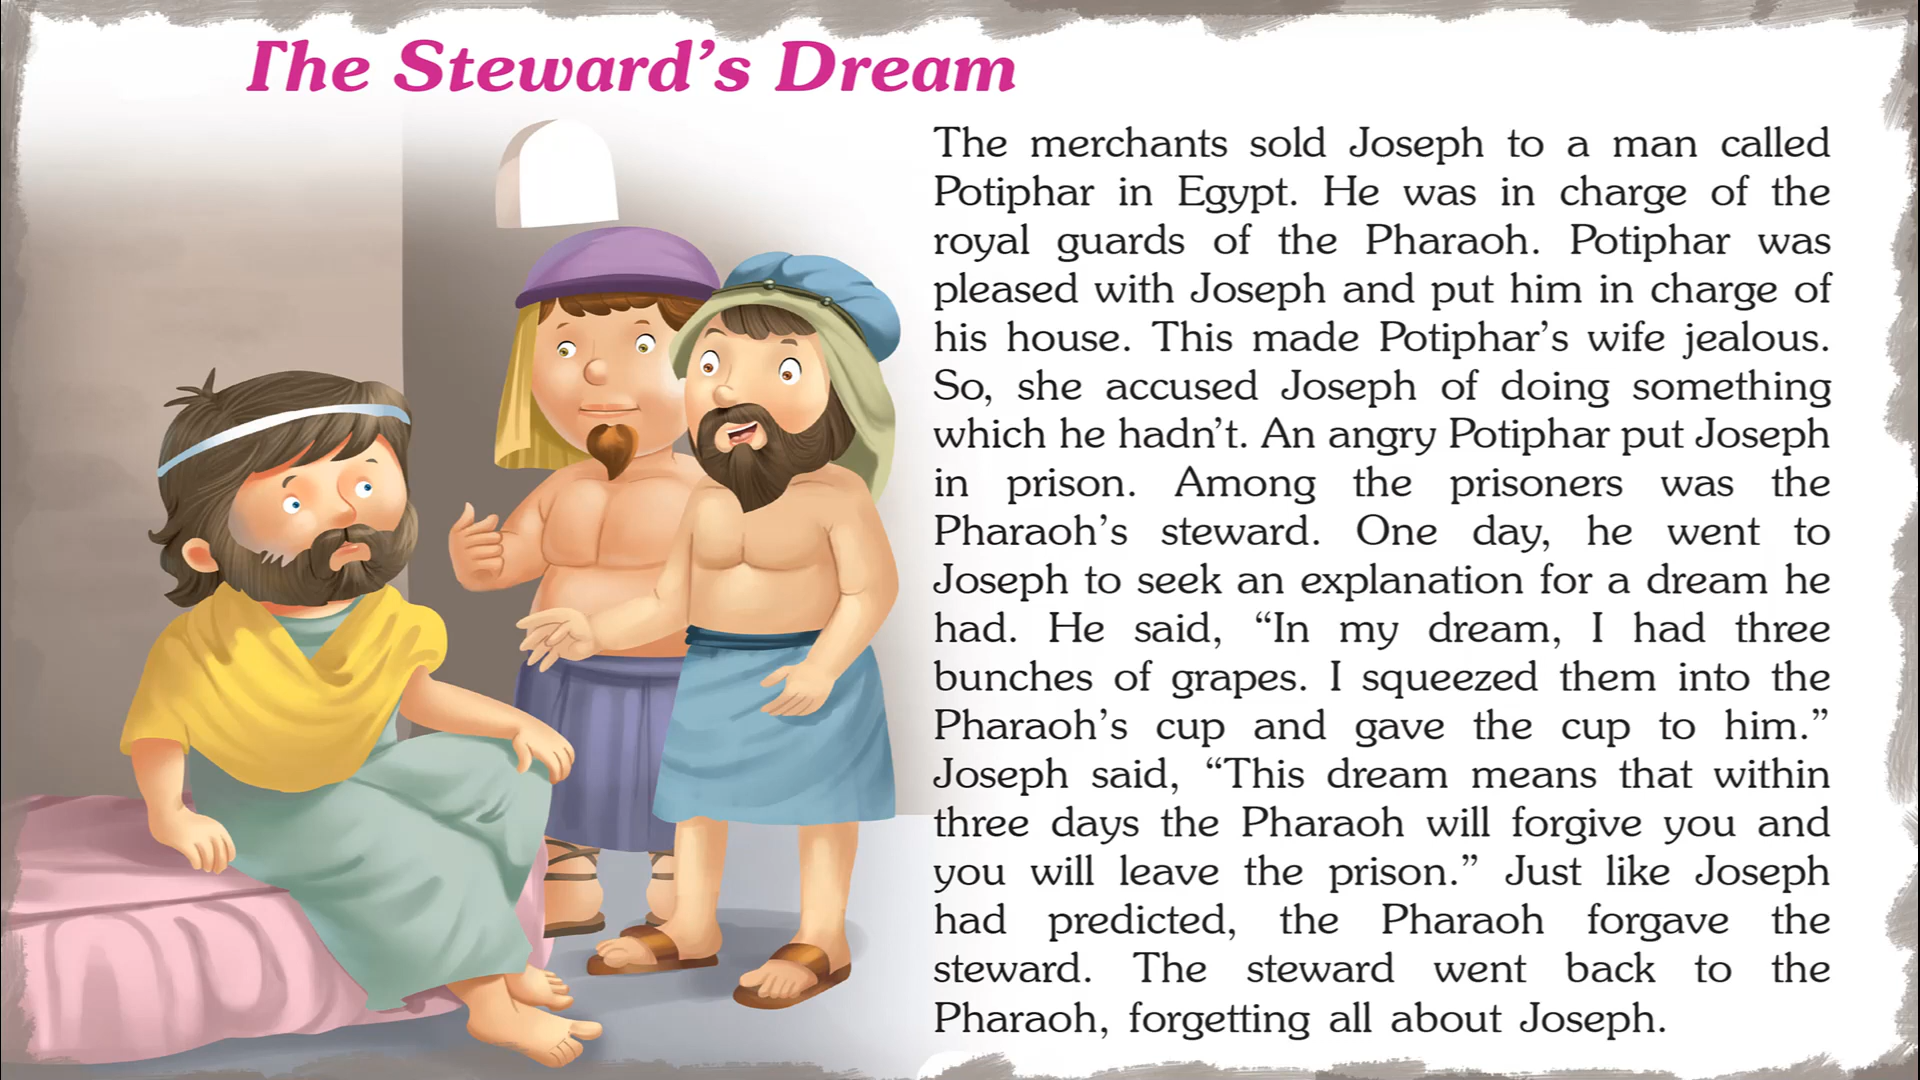 The Steward’s Dream
The merchants sold Joseph to a man called
Potiphar in Egypt. He was in charge of the
royal guards of the Pharaoh. Potiphar was
pleased with Joseph and put him in charge of
his house. This made Potiphar’s wife jealous.
So, she accused Joseph of doing something
which he hadn’t. An angry Potiphar put Joseph
in prison. Among the prisoners was the
Pharaoh’s steward. One day, he went to
Joseph to seek an explanation for a dream he
had. He said, “In my dream, I had three
bunches of grapes. I squeezed them into the
Pharaoh’s cup and gave the cup to him.”
Joseph said, “This dream means that within
three days the Pharaoh will forgive you and
you will leave the prison.” Just like Joseph
had predicted, the Pharaoh forgave the
steward. The steward went back to the
Pharaoh, forgetting all about Joseph.